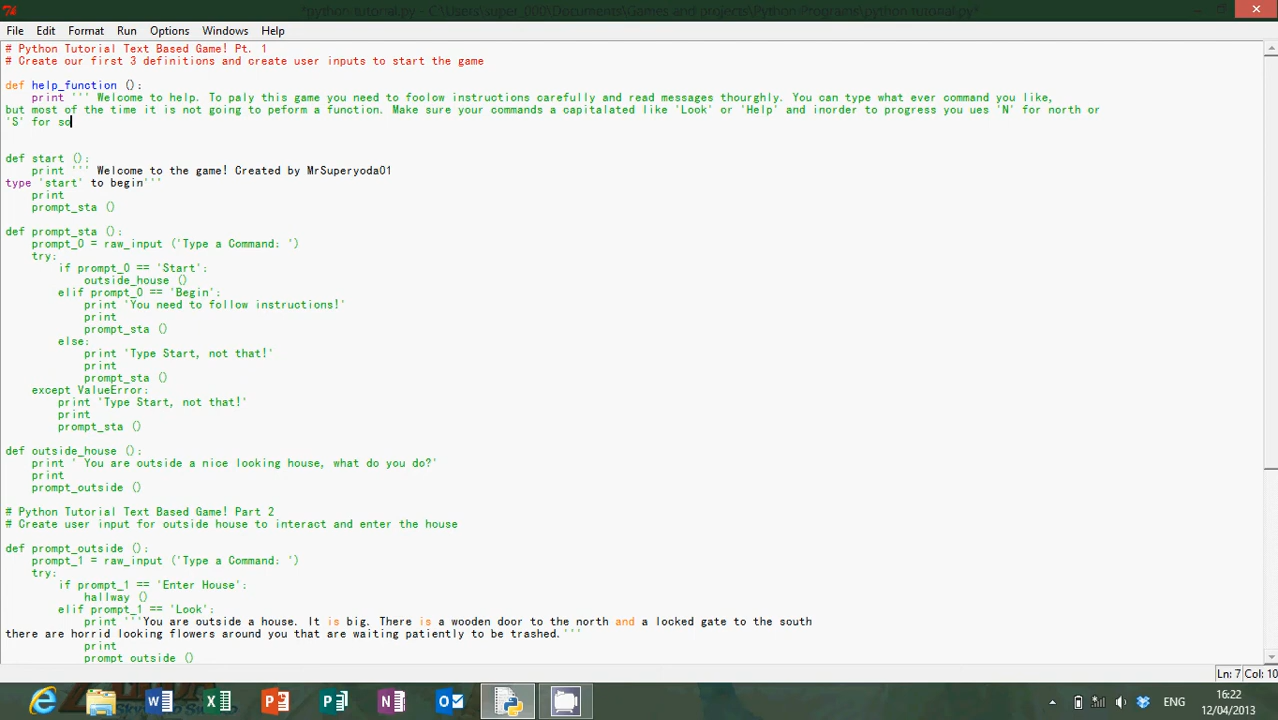 *python.tutorial.py - C:\Users\super_000\Documents\Games and projects\Python Programs\python.tutorial.py*
File Edit Format Run Options Windows Help
# Python Tutorial Text Based Game! Pt. 1
# Create our first 3 definitions and create user inputs to start the game
def help_function ():
print ''' Welcome to help. To paly this game you need to foolow instructions carefully and read messages thourghly. You can type what ever command you like,
but most of the time it is not going to peform a function. Make sure your commands a capitalated like 'Look' or 'Help' and inorder to progress you ues 'N' for north or
'S' for so
def start ():
print ''' Welcome to the game! Created by MrSuperyoda01
type 'start' to begin'''
print
prompt_sta ()
def prompt_sta ():
prompt_0 = raw_input ('Type a Command: ')
try:
if prompt_0 == 'Start':
outside_house ()
elif prompt_0 == 'Begin':
print 'You need to follow instructions!'
print
prompt_sta ()
else:
print 'Type Start, not that!'
print
prompt_sta ()
except ValueError:
print 'Type Start, not that!'
print
prompt_sta ()
def outside_house ():
print ' You are outside a nice looking house, what do you do?'
print
prompt_outside ()
# Python Tutorial Text Based Game! Part 2
# Create user input for outside house to interact and enter the house
def prompt_outside ():
prompt_1 = raw_input ('Type a Command: ')
try:
if prompt_1 == 'Enter House':
hallway ()
elif prompt_1 == 'Look':
print '''You are outside a house. It is big. There is a wooden door to the north and a locked gate to the south
there are horrid looking flowers around you that are waiting patiently to be trashed.'''
print
prompt_outside ()
Ln: 7 Col: 10
ENG
16:22
12/04/2013